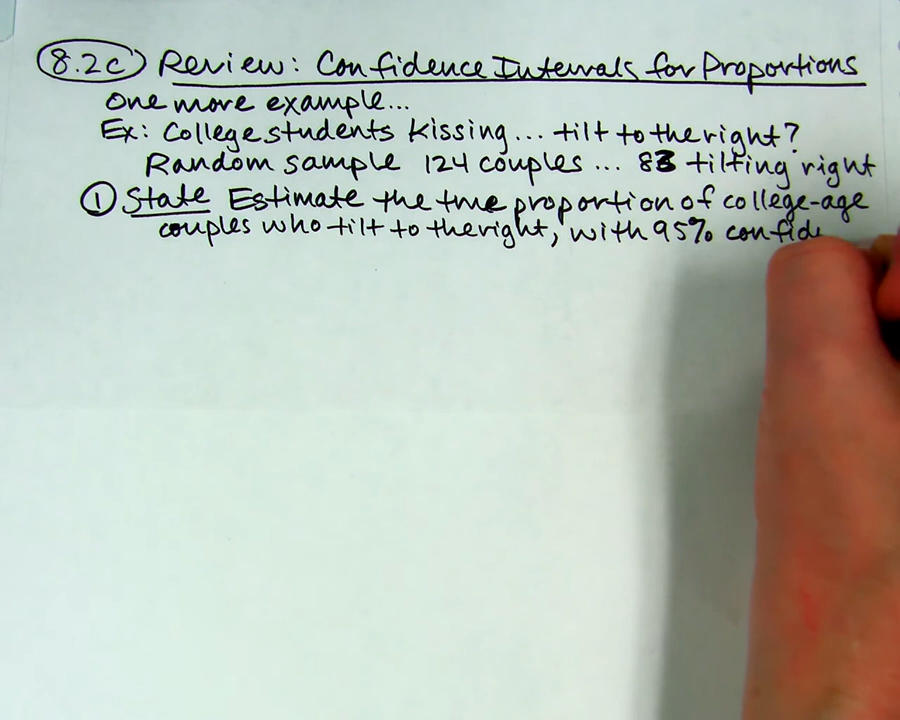 8.2c Review: Confidence Intervals for Proportions
One more example...
Ex: College students kissing... tilt to the right?
Random sample 124 couples... 83 tilting right
① State Estimate the true proportion of college-age
couples who tilt to the right, with 95% confid